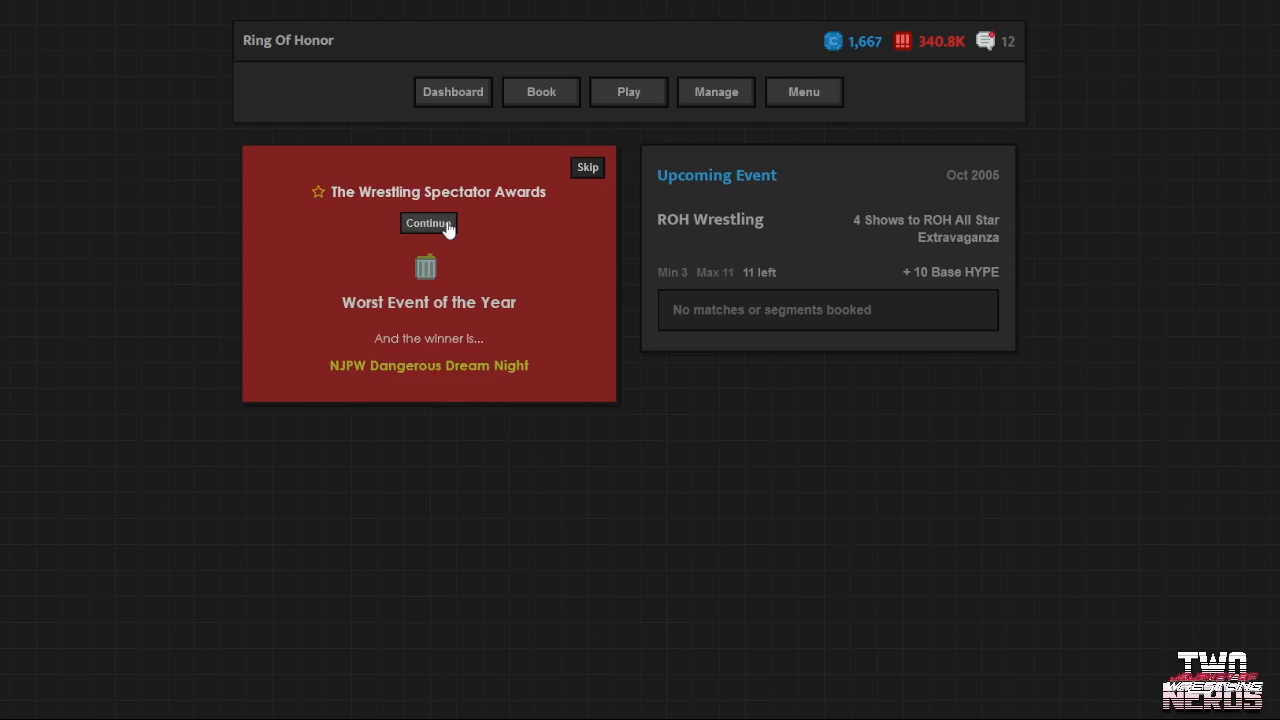 Ring Of Honor
1,667
340.8K
12
Dashboard
Book
Play
Manage
Menu
Skip
The Wrestling Spectator Awards
Continue
Worst Event of the Year
And the winner is...
NJPW Dangerous Dream Night
Upcoming Event
Oct 2005
ROH Wrestling
4 Shows to ROH All Star
Extravaganza
Min 3 Max 11 11 left
+ 10 Base HYPE
No matches or segments booked
TWO
WRESTLING
NERDS